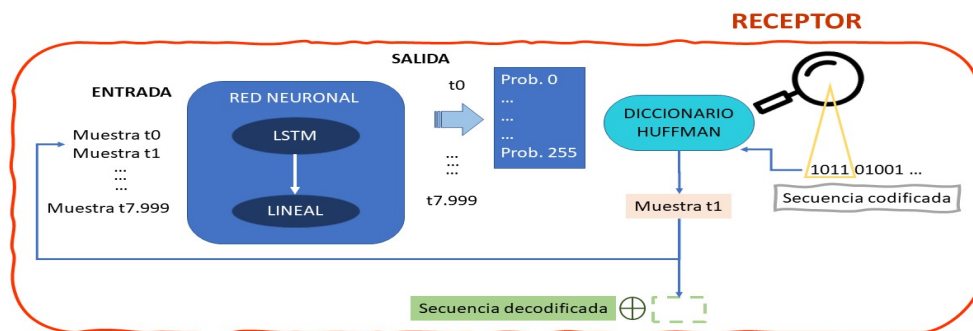 RECEPTOR
ENTRADA
Muestra t0
Muestra t1
...
...
Muestra t7.999
RED NEURONAL
LSTM
LINEAL
SALIDA
t0
...
...
t7.999
Prob. 0
...
...
...
Prob. 255
DICCIONARIO
HUFFMAN
1011 01001 ...
Secuencia codificada
Muestra t1
Secuencia decodificada